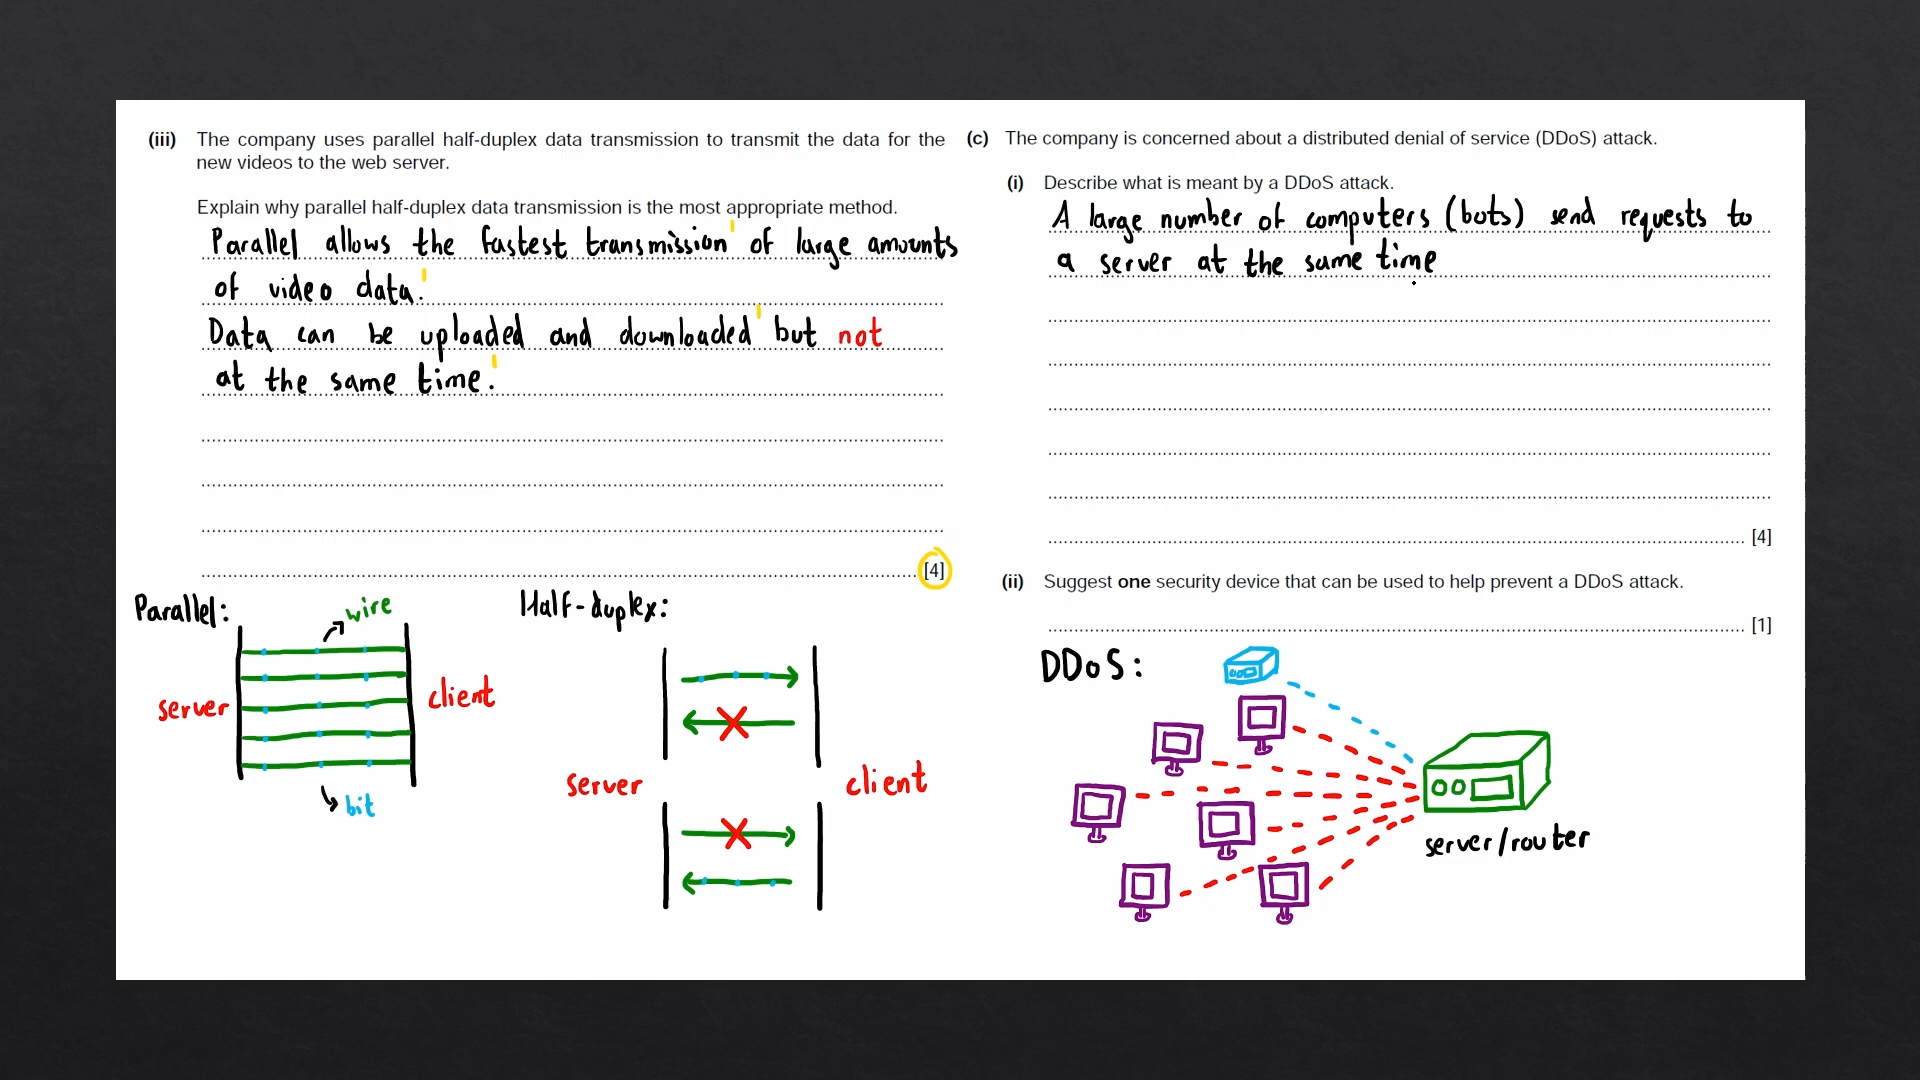 (iii) The company uses parallel half-duplex data transmission to transmit the data for the
new videos to the web server.
Explain why parallel half-duplex data transmission is the most appropriate method.
Parallel allows the fastest transmission of large amounts
of video data.
Data can be uploaded and downloaded but not
at the same time.
[4]
Parallel:
wire
server
client
bit
Half-duplex:
server
client
(c) The company is concerned about a distributed denial of service (DDoS) attack.
(i) Describe what is meant by a DDoS attack.
A large number of computers (bots) send requests to
a server at the same time
[4]
(ii) Suggest one security device that can be used to help prevent a DDoS attack.
[1]
DDoS:
server/router